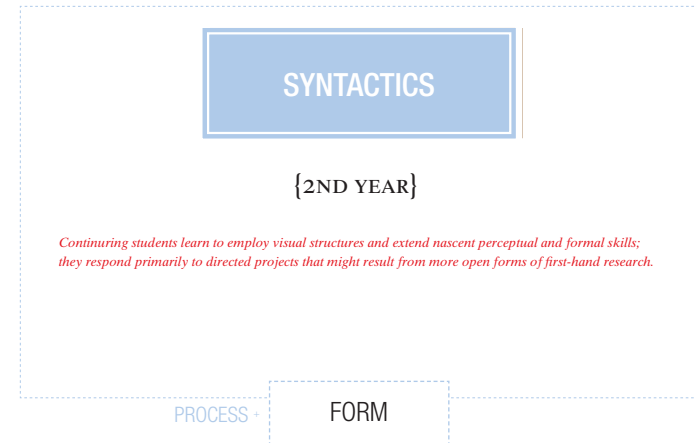 SYNTACTICS
{2ND YEAR}
Continuring students learn to employ visual structures and extend nascent perceptual and formal skills;
they respond primarily to directed projects that might result from more open forms of first-hand research.
PROCESS + FORM